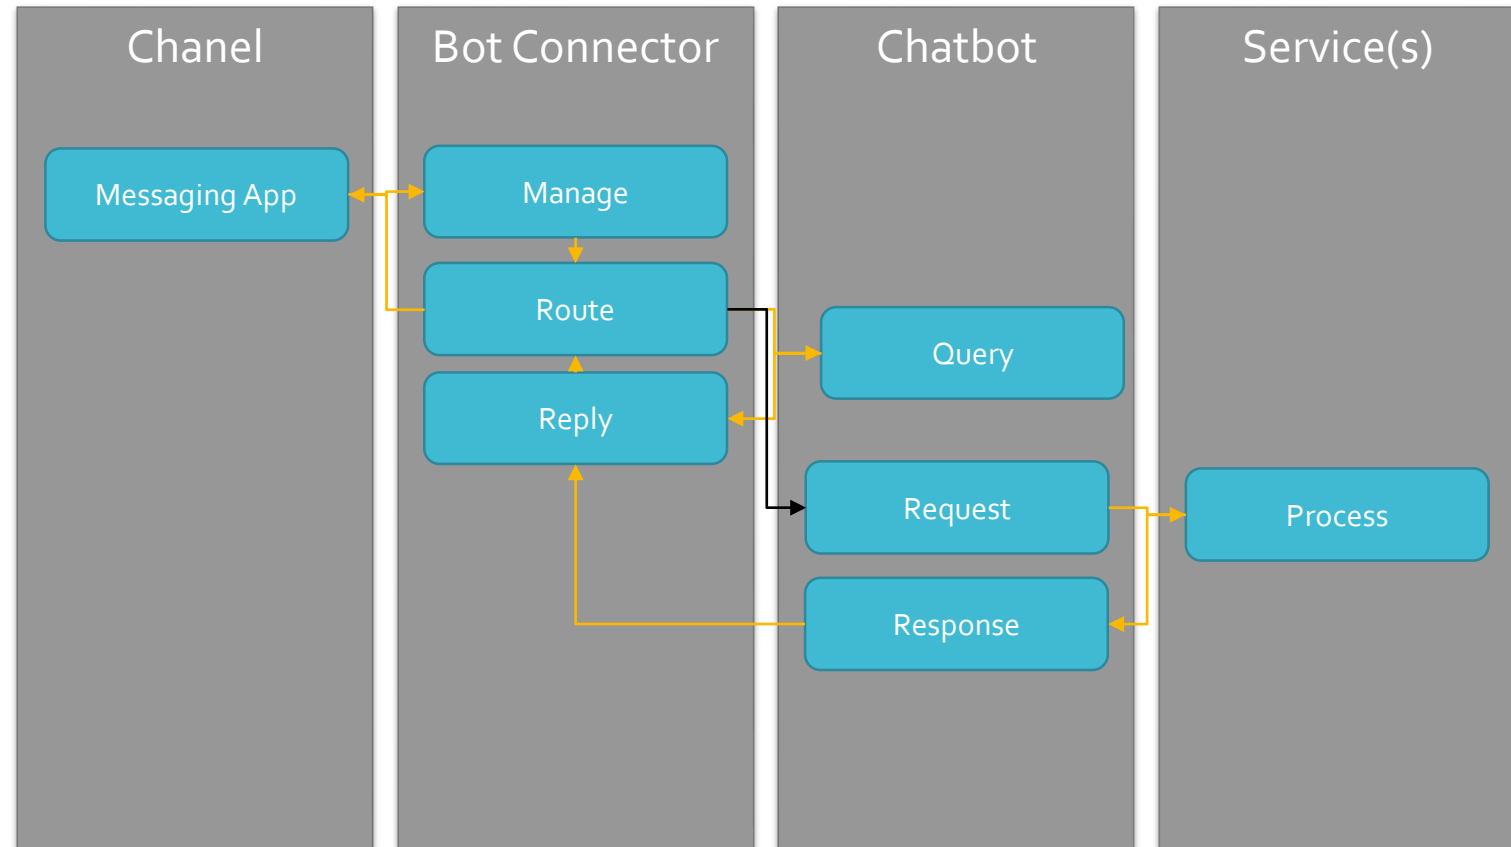 Chanel
Bot Connector
Chatbot
Service(s)
Messaging App
Manage
Route
Query
Reply
Request
Process
Response